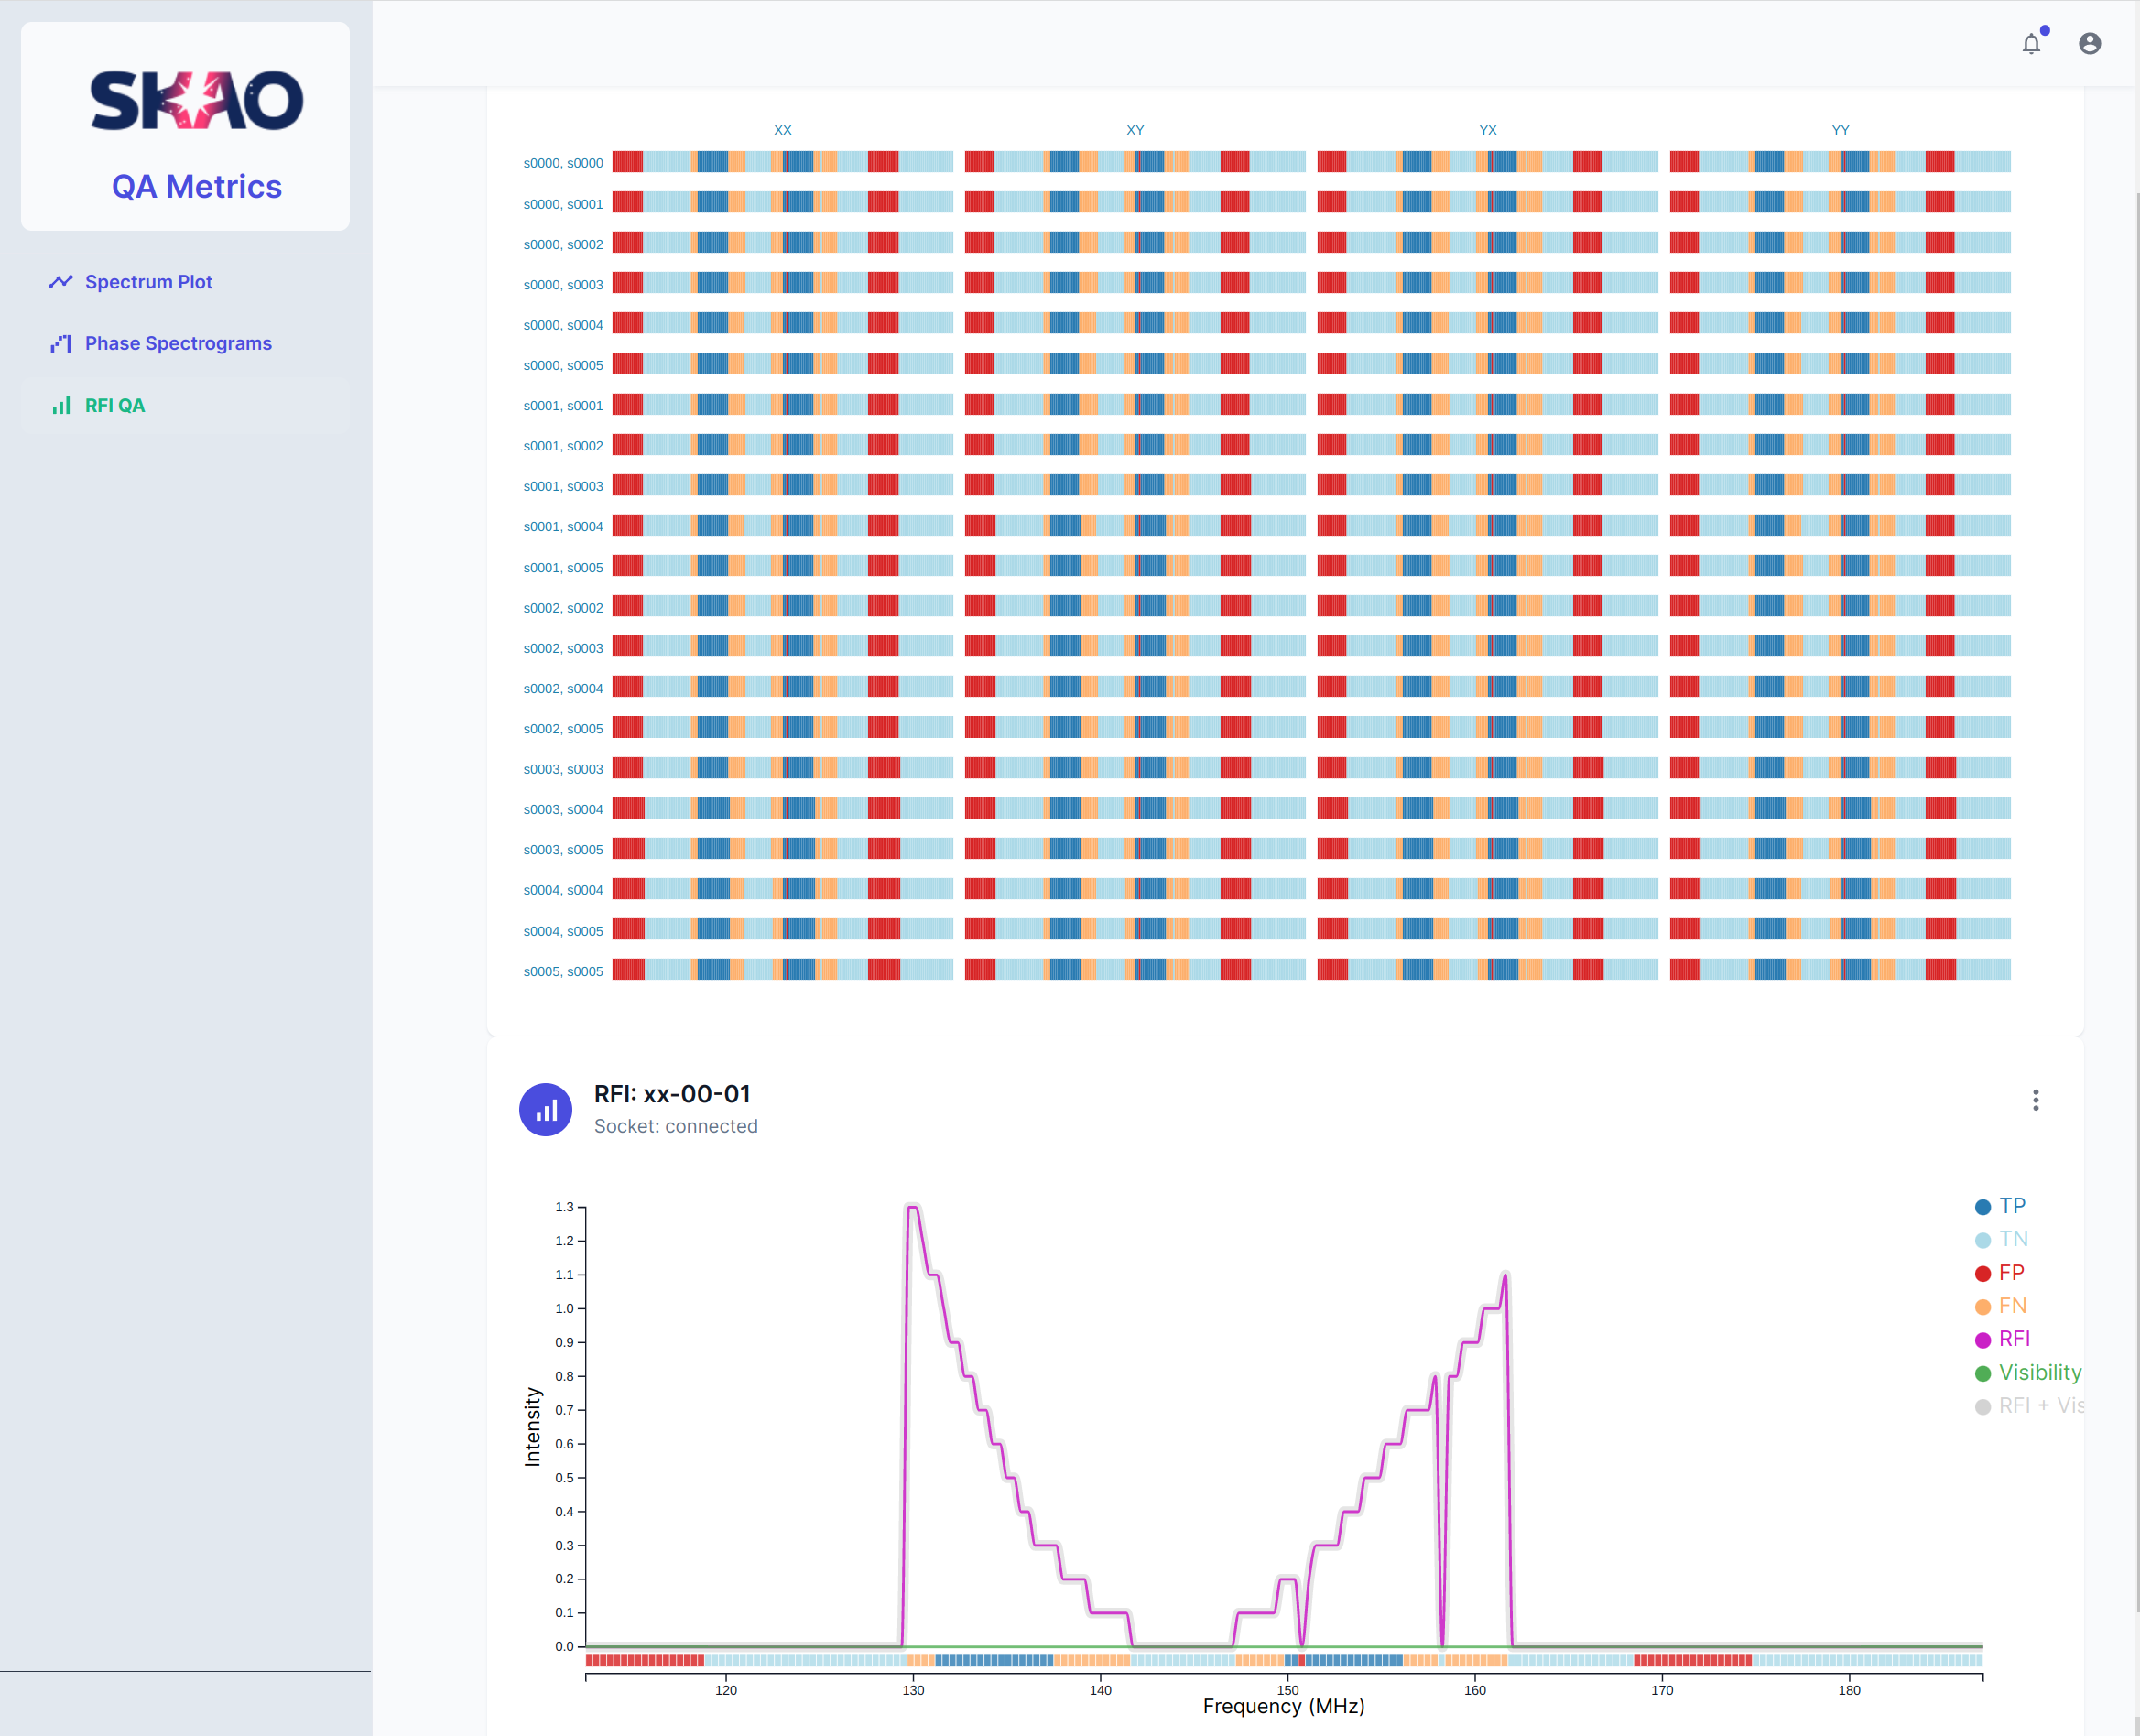 SKAO
QA Metrics
Spectrum Plot
Phase Spectrograms
RFI QA
XX XY YX YY
s0000, s0000
s0000, s0001
s0000, s0002
s0000, s0003
s0000, s0004
s0000, s0005
s0001, s0001
s0001, s0002
s0001, s0003
s0001, s0004
s0001, s0005
s0002, s0002
s0002, s0003
s0002, s0004
s0002, s0005
s0003, s0003
s0003, s0004
s0003, s0005
s0004, s0004
s0004, s0005
s0005, s0005
RFI: xx-00-01
Socket: connected
1.3
1.2
1.1
1.0
0.9
0.8
0.7
0.6
0.5
0.4
0.3
0.2
0.1
0.0
Intensity
120 130 140 150 160 170 180
Frequency (MHz)
TP
TN
FP
FN
RFI
Visibility
RFI + Vis